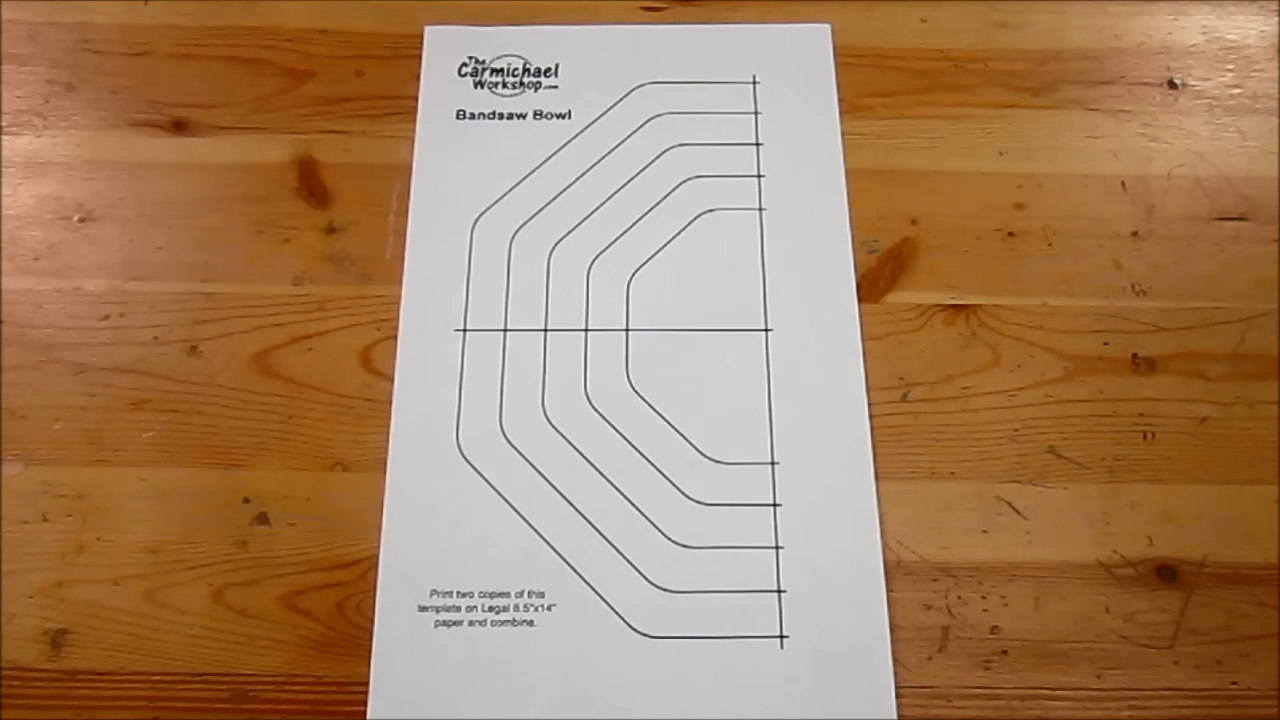 The
Carmichael
Workshop.com
Bandsaw Bowl
Print two copies of this
template on Legal 8.5"x14"
paper and combine.